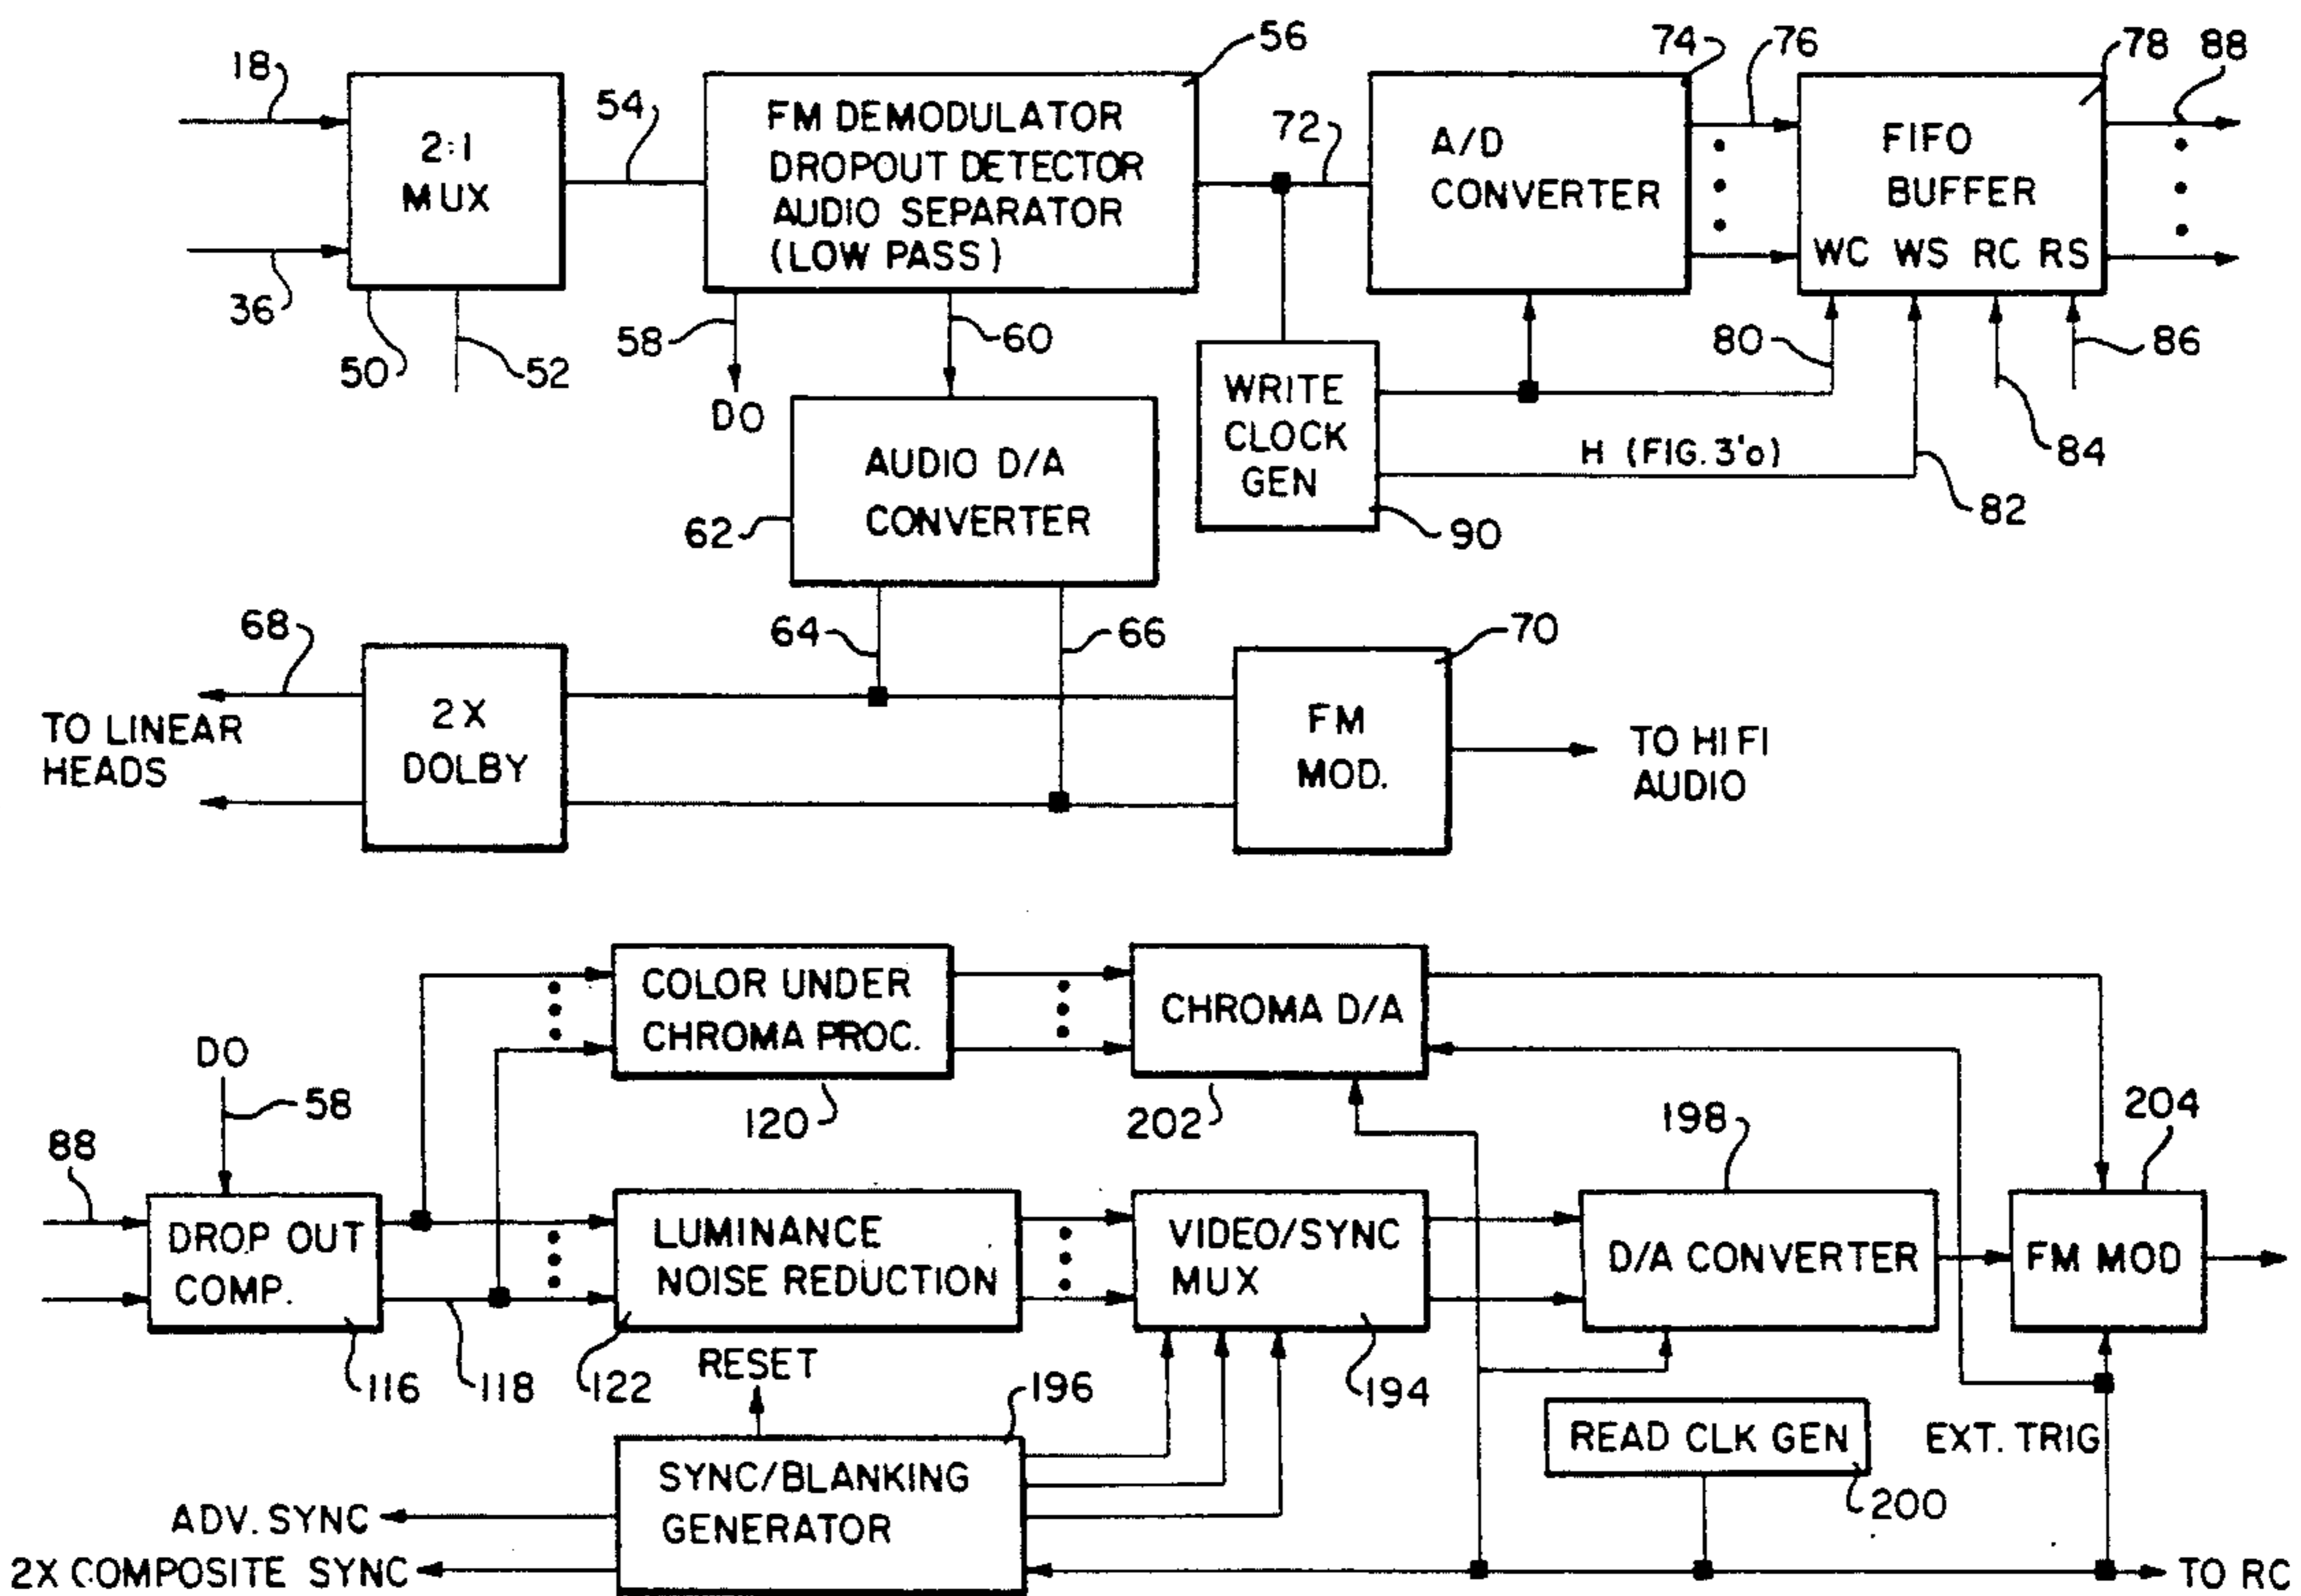 18
2:1
MUX
36
50
52
54
56
FM DEMODULATOR
DROPOUT DETECTOR
AUDIO SEPARATOR
(LOW PASS)
58
DO
60
72
74
A/D
CONVERTER
76
78
88
FIFO
BUFFER
WC WS RC RS
80
82
84
86
WRITE
CLOCK
GEN
90
H (FIG. 3'o)
AUDIO D/A
CONVERTER
62
64
66
68
2X
DOLBY
TO LINEAR
HEADS
70
FM
MOD.
TO HI FI
AUDIO
COLOR UNDER
CHROMA PROC.
120
CHROMA D/A
202
DO
58
88
DROP OUT
COMP.
116
118
LUMINANCE
NOISE REDUCTION
122
VIDEO/SYNC
MUX
194
198
D/A CONVERTER
204
FM MOD
RESET
196
SYNC/BLANKING
GENERATOR
ADV. SYNC
2X COMPOSITE SYNC
READ CLK GEN
200
EXT. TRIG
TO RC